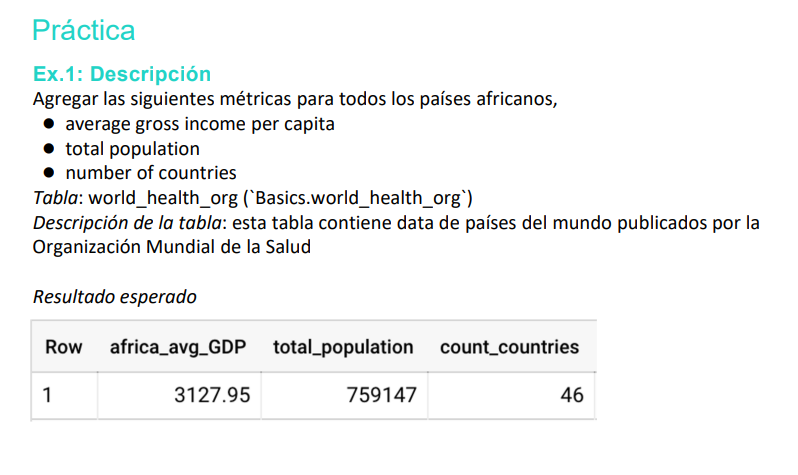 Práctica
Ex.1: Descripción
Agregar las siguientes métricas para todos los países africanos,
● average gross income per capita
● total population
● number of countries
Tabla: world_health_org (`Basics.world_health_org`)
Descripción de la tabla: esta tabla contiene data de países del mundo publicados por la
Organización Mundial de la Salud
Resultado esperado
Row africa_avg_GDP total_population count_countries
1 3127.95 759147 46